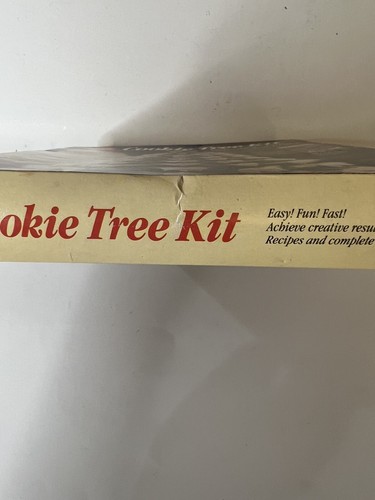 okie Tree Kit
Easy! Fun! Fast!
Achieve creative resu
Recipes and complete